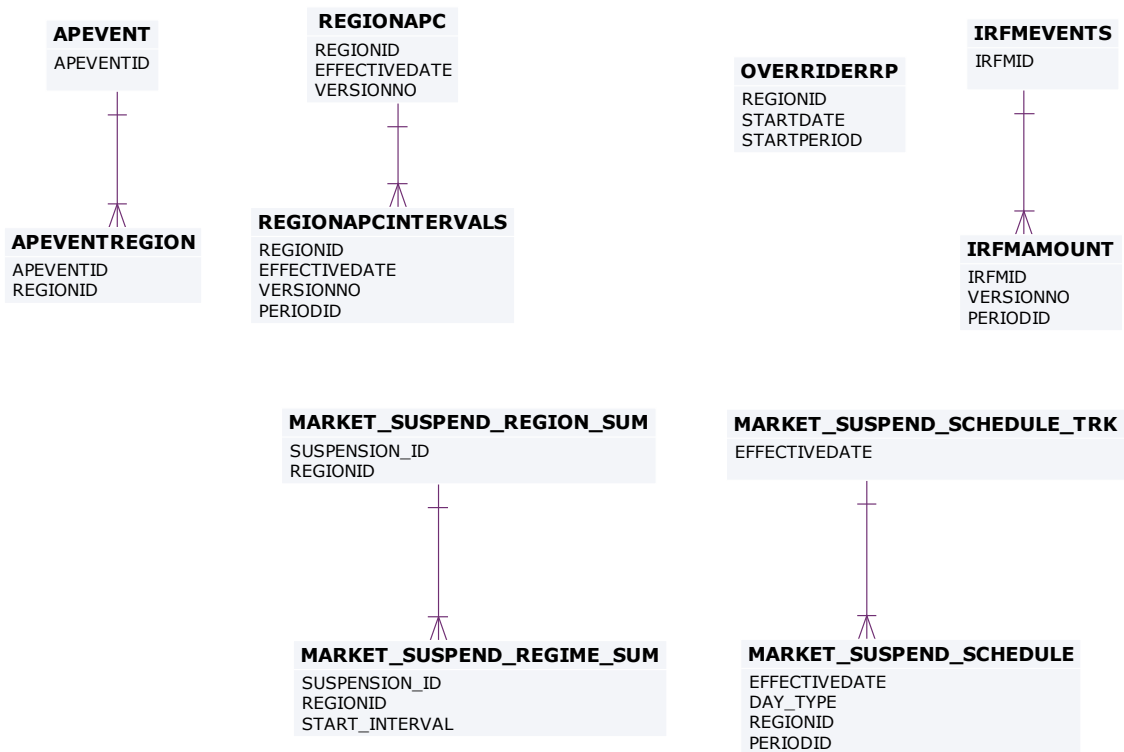 APEVENT
APEVENTID
REGIONAPC
REGIONID
EFFECTIVEDATE
VERSIONNO
OVERRIDERRP
REGIONID
STARTDATE
STARTPERIOD
IRFMEVENTS
IRFMID
APEVENTREGION
APEVENTID
REGIONID
REGIONAPCINTERVALS
REGIONID
EFFECTIVEDATE
VERSIONNO
PERIODID
IRFMAMOUNT
IRFMID
VERSIONNO
PERIODID
MARKET_SUSPEND_REGION_SUM
SUSPENSION_ID
REGIONID
MARKET_SUSPEND_SCHEDULE_TRK
EFFECTIVEDATE
MARKET_SUSPEND_REGIME_SUM
SUSPENSION_ID
REGIONID
START_INTERVAL
MARKET_SUSPEND_SCHEDULE
EFFECTIVEDATE
DAY_TYPE
REGIONID
PERIODID